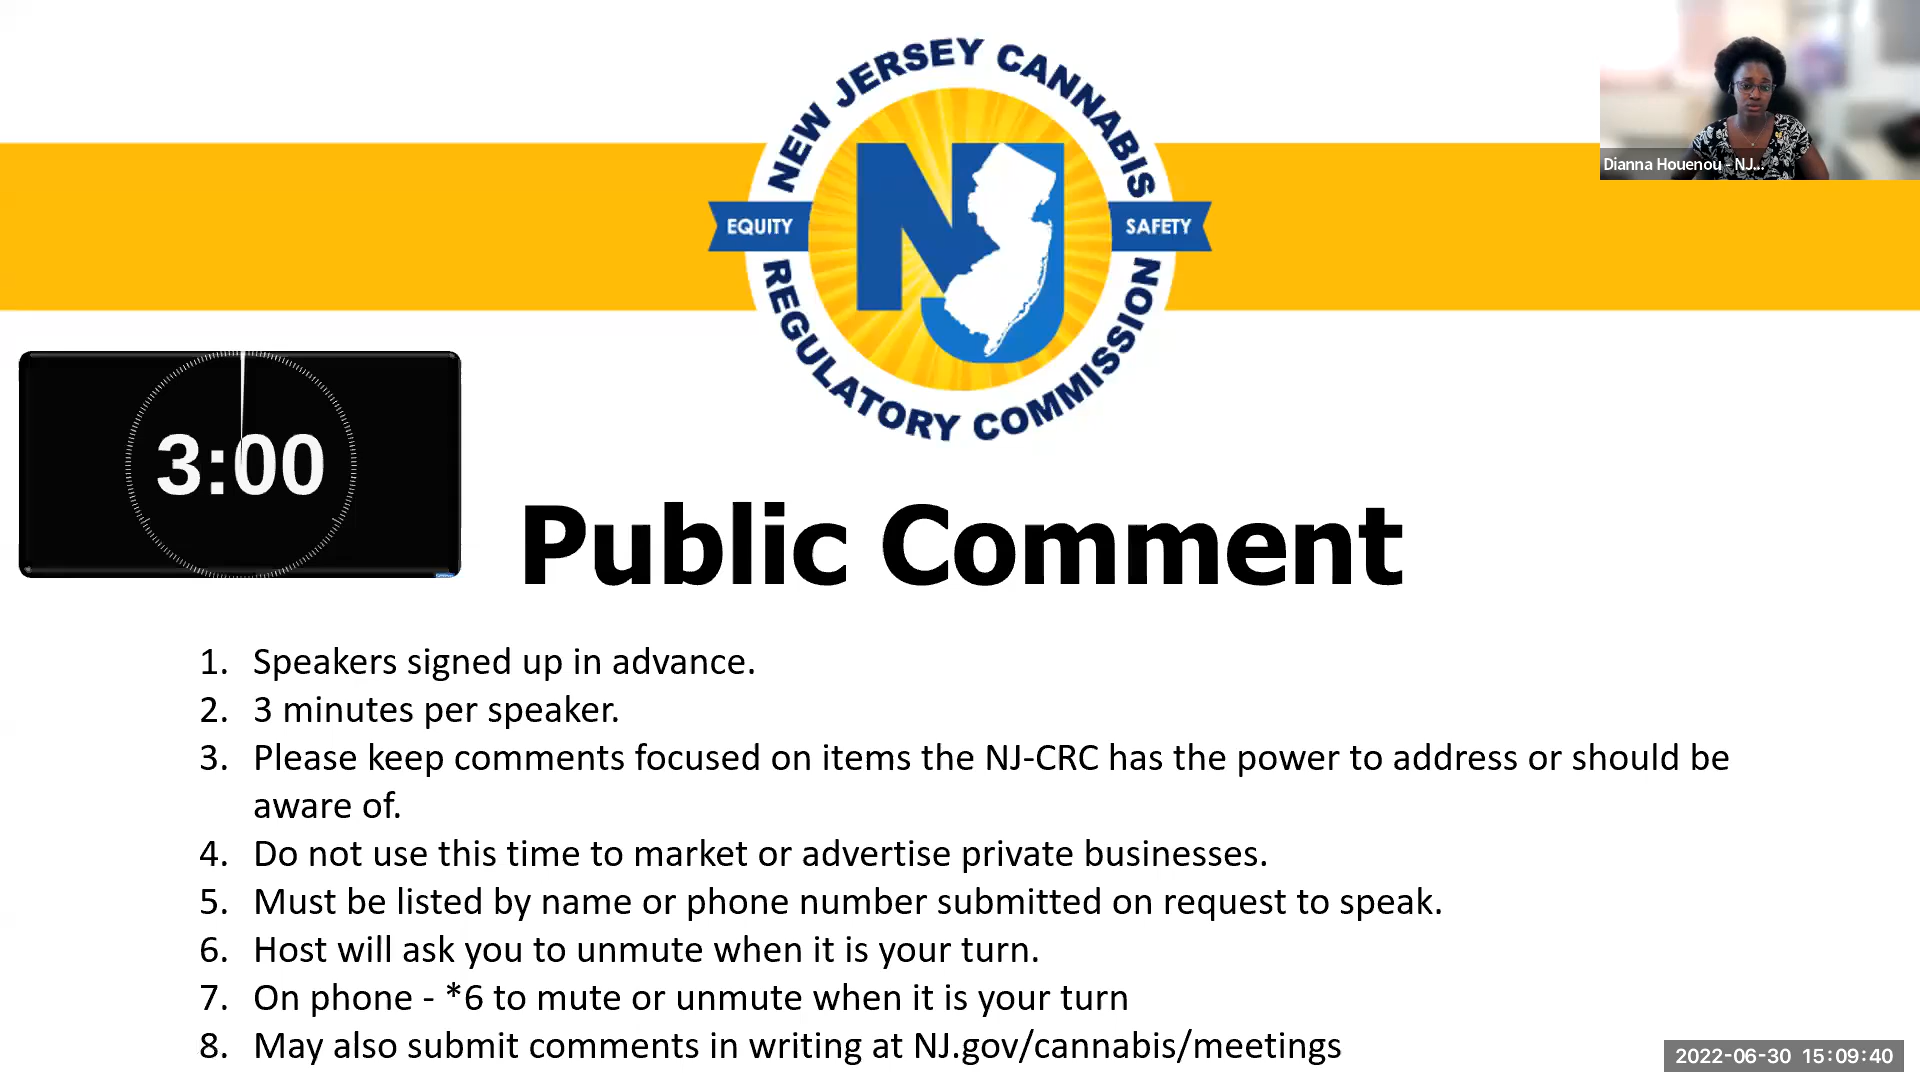 NEW JERSEY CANNABIS
EQUITY
NJ
SAFETY
REGULATORY COMMISSION
Dianna Houenou - NJ...
3:00
Public Comment
1. Speakers signed up in advance.
2. 3 minutes per speaker.
3. Please keep comments focused on items the NJ-CRC has the power to address or should be
aware of.
4. Do not use this time to market or advertise private businesses.
5. Must be listed by name or phone number submitted on request to speak.
6. Host will ask you to unmute when it is your turn.
7. On phone - *6 to mute or unmute when it is your turn
8. May also submit comments in writing at NJ.gov/cannabis/meetings
2022-06-30 15:09:40